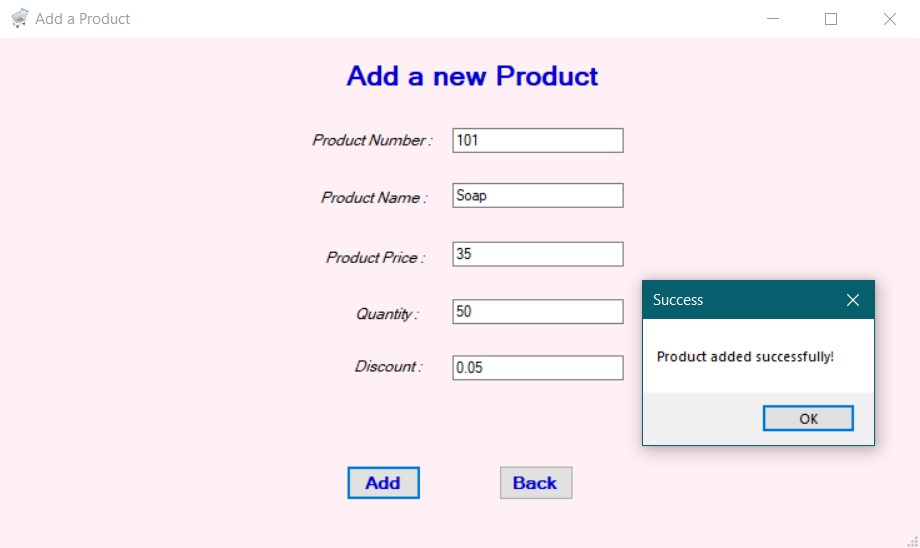 Add a Product
Add a new Product
Product Number : 101
Product Name : Soap
Product Price : 35
Quantity : 50
Discount : 0.05
Success
Product added successfully!
OK
Add Back